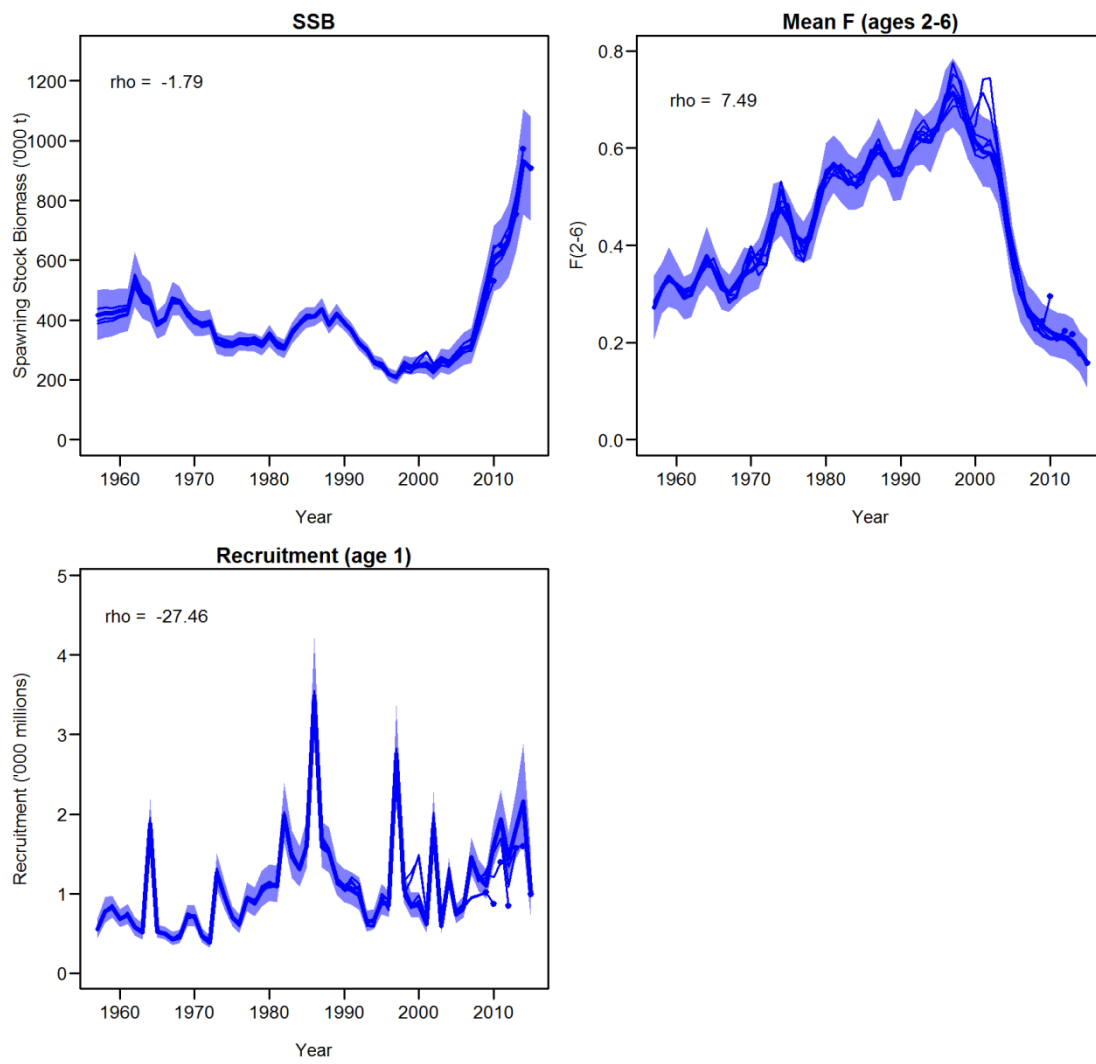 SSB
rho = -1.79
Spawning Stock Biomass ('000 t)
1200
1000
800
600
400
200
0
1960 1970 1980 1990 2000 2010
Year
Mean F (ages 2-6)
rho = 7.49
F(2-6)
0.8
0.6
0.4
0.2
0.0
1960 1970 1980 1990 2000 2010
Year
Recruitment (age 1)
rho = -27.46
Recruitment ('000 millions)
5
4
3
2
1
0
1960 1970 1980 1990 2000 2010
Year